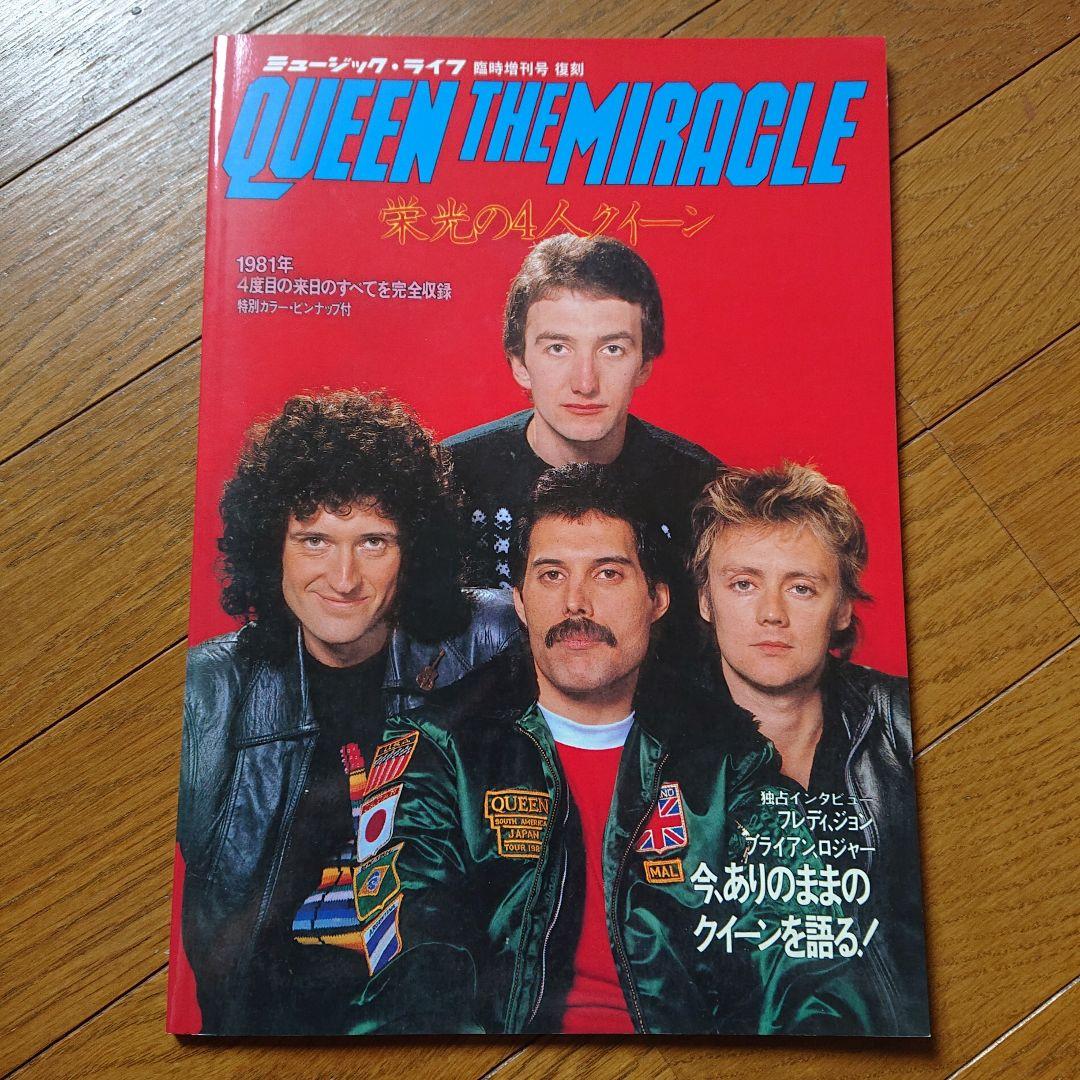 ミュージック・ライフ 臨時増刊号 復刻
QUEEN THE MIRACLE
栄光の4人クイーン
1981年
4度目の来日のすべてを完全収録
特別カラー・ピンナップ付
U.S.A.
QUEEN
SOUTH AMERICA
JAPAN
TOUR 198
MAL
独占インタビュー
フレディ、ジョン
ブライアン、ロジャー
今、ありのままの
クイーンを語る!